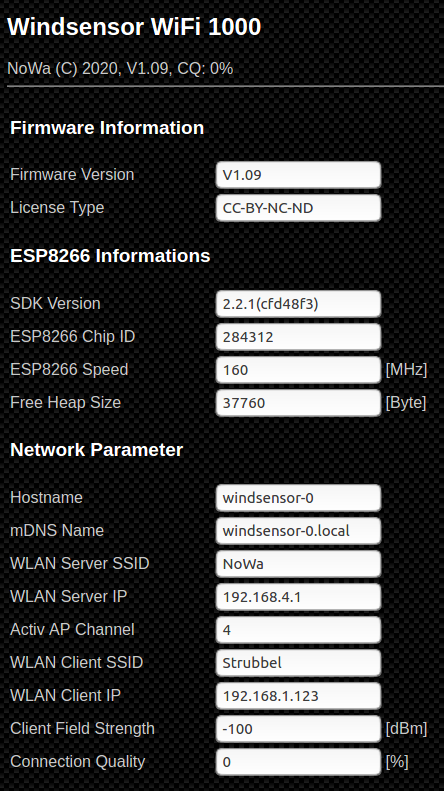 Windsensor WiFi 1000
NoWa (C) 2020, V1.09, CQ: 0%
Firmware Information
Firmware Version V1.09
License Type CC-BY-NC-ND
ESP8266 Informations
SDK Version 2.2.1(cfd48f3)
ESP8266 Chip ID 284312
ESP8266 Speed 160 [MHz]
Free Heap Size 37760 [Byte]
Network Parameter
Hostname windsensor-0
mDNS Name windsensor-0.local
WLAN Server SSID NoWa
WLAN Server IP 192.168.4.1
Activ AP Channel 4
WLAN Client SSID Strubbel
WLAN Client IP 192.168.1.123
Client Field Strength -100 [dBm]
Connection Quality 0 [%]